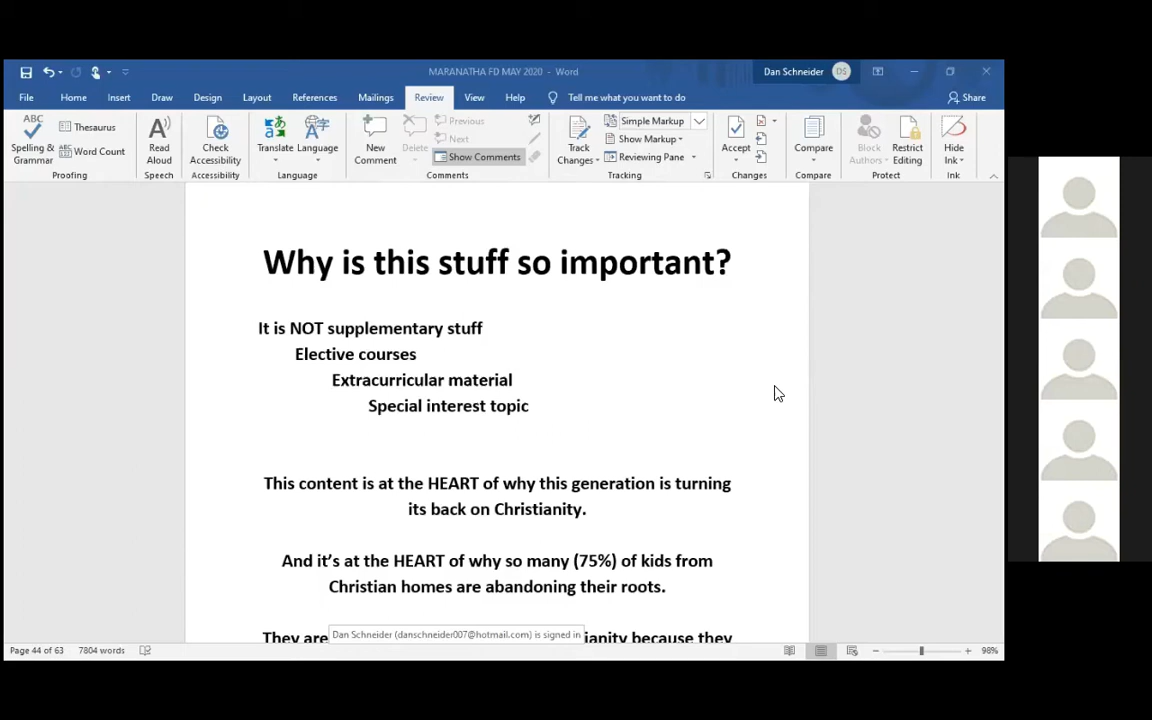 MARANATHA FD MAY 2020 - Word
Dan Schneider DS
File Home Insert Draw Design Layout References Mailings Review View Help Tell me what you want to do Share
ABC
Spelling & Grammar
Thesaurus
Word Count
Proofing
Read Aloud
Speech
Check Accessibility
Accessibility
Translate
Language
Language
New Comment
Delete
Previous
Next
Show Comments
Comments
Track Changes
Simple Markup
Show Markup
Reviewing Pane
Tracking
Accept
Changes
Compare
Compare
Block Authors
Restrict Editing
Protect
Hide Ink
Ink
Why is this stuff so important?
It is NOT supplementary stuff
Elective courses
Extracurricular material
Special interest topic
This content is at the HEART of why this generation is turning
its back on Christianity.
And it's at the HEART of why so many (75%) of kids from
Christian homes are abandoning their roots.
They are ianity because they
Dan Schneider (danschneider007@hotmail.com) is signed in
Page 44 of 63 7804 words 98%